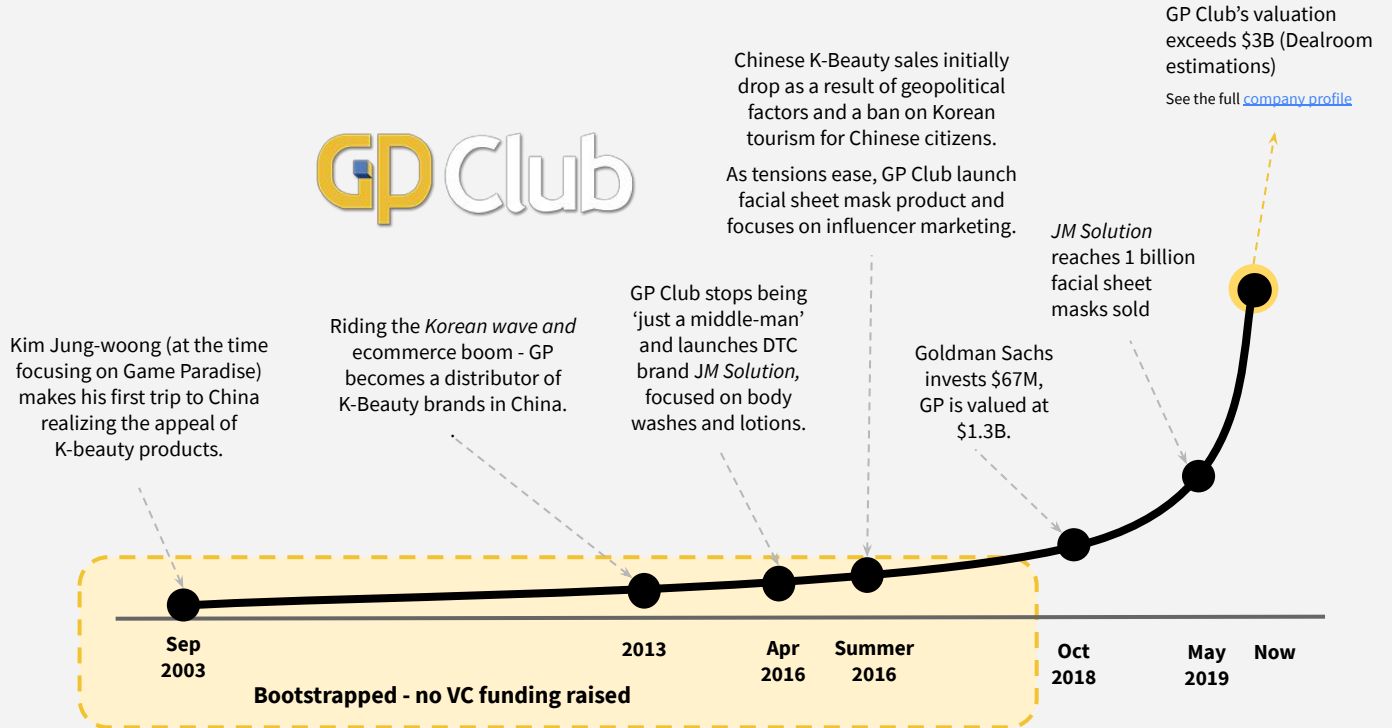 GP Club
Kim Jung-woong (at the time
focusing on Game Paradise)
makes his first trip to China
realizing the appeal of
K-beauty products.
Riding the Korean wave and
ecommerce boom - GP
becomes a distributor of
K-Beauty brands in China.
.
GP Club stops being
‘just a middle-man’
and launches DTC
brand JM Solution,
focused on body
washes and lotions.
Chinese K-Beauty sales initially
drop as a result of geopolitical
factors and a ban on Korean
tourism for Chinese citizens.
As tensions ease, GP Club launch
facial sheet mask product and
focuses on influencer marketing.
Goldman Sachs
invests $67M,
GP is valued at
$1.3B.
JM Solution
reaches 1 billion
facial sheet
masks sold
GP Club’s valuation
exceeds $3B (Dealroom
estimations)
See the full company profile
Sep
2003
2013
Apr
2016
Summer
2016
Oct
2018
May
2019
Now
Bootstrapped - no VC funding raised